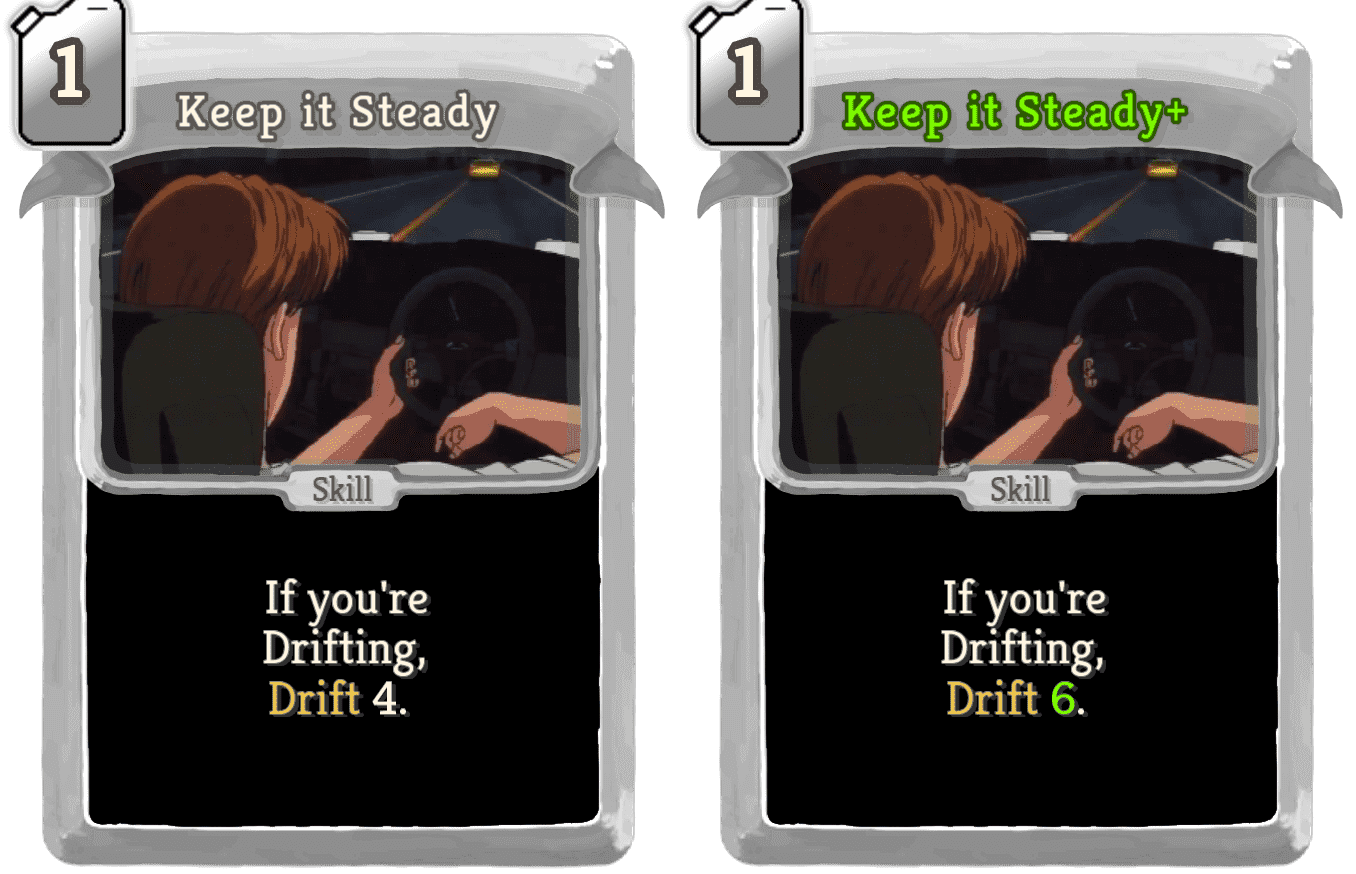 1
Keep it Steady
Skill
If you're
Drifting,
Drift 4.
1
Keep it Steady+
Skill
If you're
Drifting,
Drift 6.